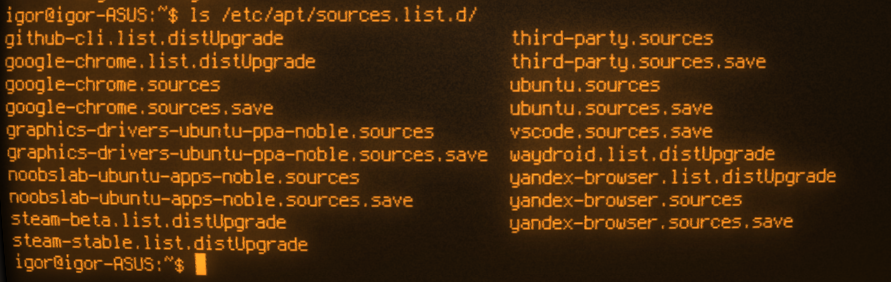 igor@igor-ASUS:~$ ls /etc/apt/sources.list.d/
github-cli.list.distUpgrade third-party.sources
google-chrome.list.distUpgrade third-party.sources.save
google-chrome.sources ubuntu.sources
google-chrome.sources.save ubuntu.sources.save
graphics-drivers-ubuntu-ppa-noble.sources vscode.sources.save
graphics-drivers-ubuntu-ppa-noble.sources.save waydroid.list.distUpgrade
noobslab-ubuntu-apps-noble.sources yandex-browser.list.distUpgrade
noobslab-ubuntu-apps-noble.sources.save yandex-browser.sources
steam-beta.list.distUpgrade yandex-browser.sources.save
steam-stable.list.distUpgrade
igor@igor-ASUS:~$